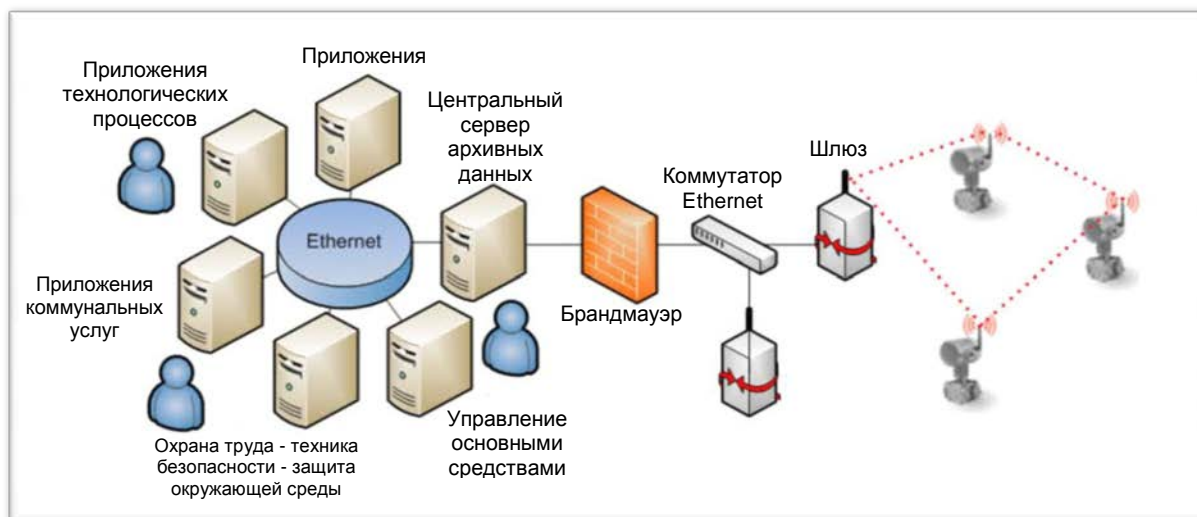 Приложения
технологических
процессов
Приложения
Центральный
сервер
архивных
данных
Ethernet
Приложения
коммунальных
услуг
Охрана труда - техника
безопасности - защита
окружающей среды
Управление
основными
средствами
Брандмауэр
Коммутатор
Ethernet
Шлюз